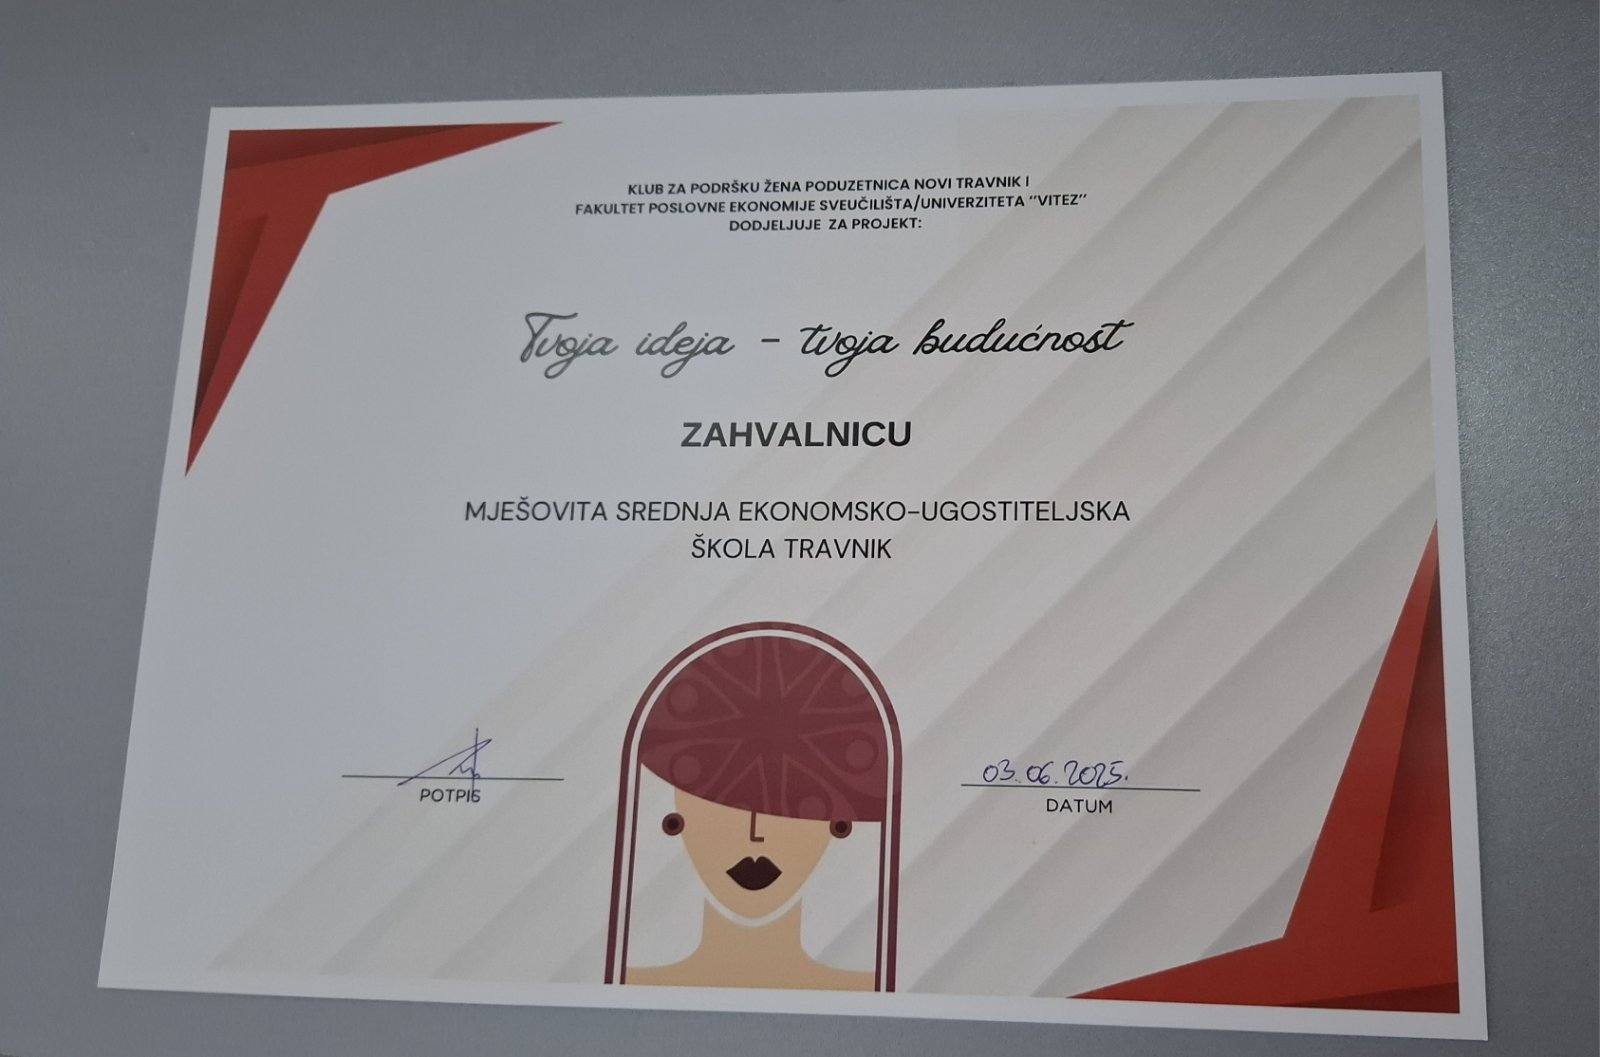 KLUB ZA PODRŠKU ŽENA PODUZETNICA NOVI TRAVNIK I
FAKULTET POSLOVNE EKONOMIJE SVEUČILIŠTA/UNIVERZITETA ‘‘VITEZ’’
DODJELJUJE ZA PROJEKT:
Tvoja ideja - tvoja budućnost
ZAHVALNICU
MJEŠOVITA SREDNJA EKONOMSKO-UGOSTITELJSKA
ŠKOLA TRAVNIK
03.06.2025.
POTPIS
DATUM